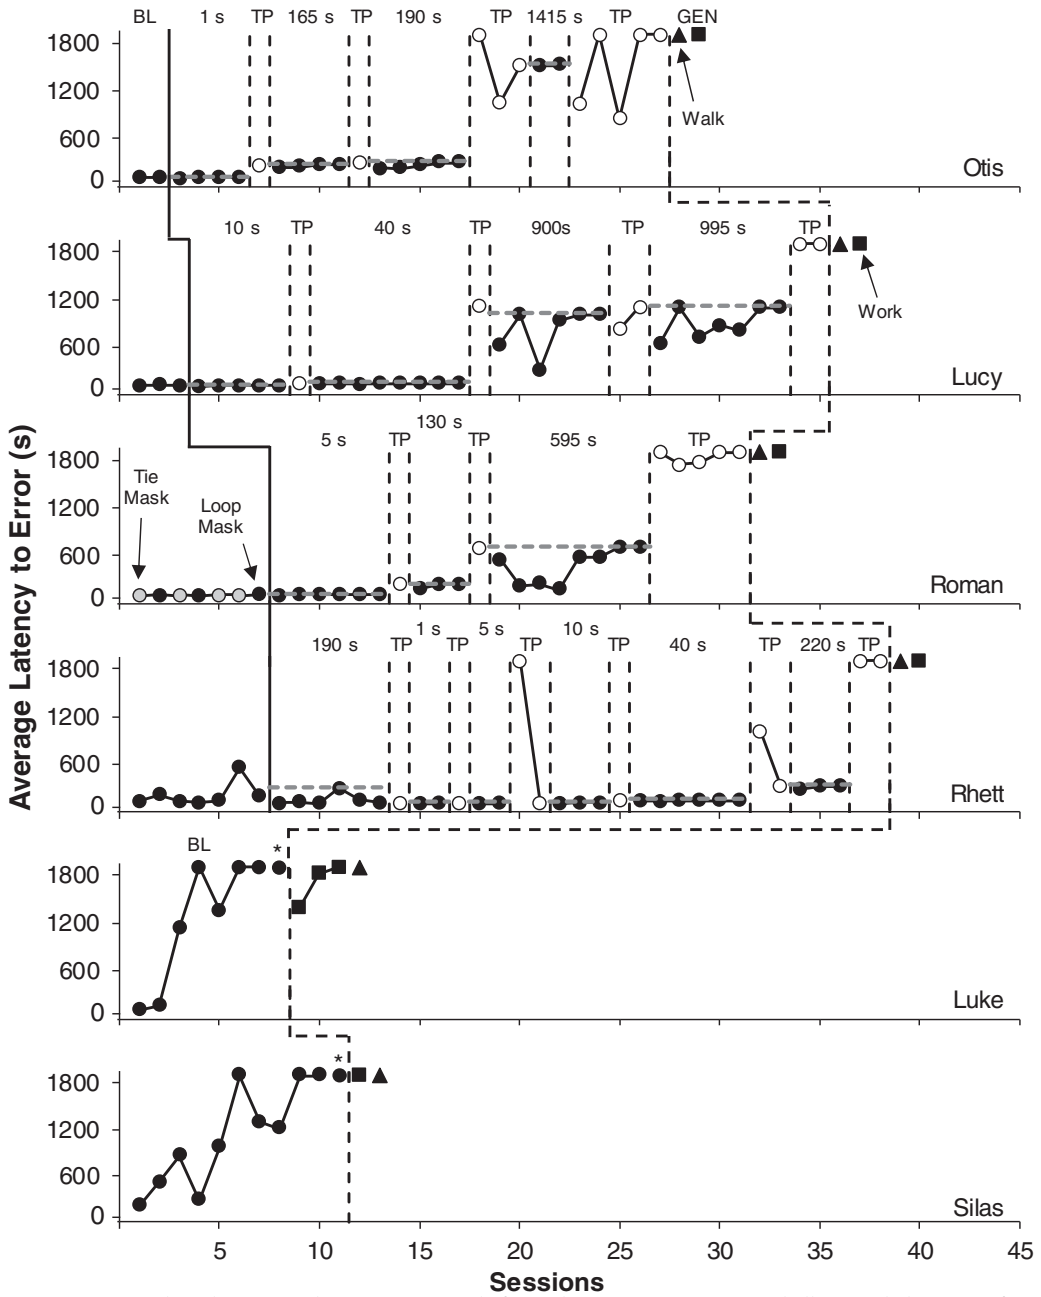 BL 1 s TP 165 s TP 190 s TP 1415 s TP GEN
1800
1200
Walk
600
Otis
0
10 s TP 40 s TP 900s TP 995 s TP
1800
1200
Work
600
Lucy
0
130 s
5 s TP TP 595 s TP
1800
Tie
Mask
Loop
Mask
1200
600
Roman
0
1 s 5 s 10 s
190 s TP TP TP TP 40 s TP 220 s TP
1800
1200
600
Rhett
0
BL *
1800
1200
600
Luke
0
*
1800
1200
600
Silas
0
5 10 15 20 25 30 35 40 45
Sessions
Average Latency to Error (s)